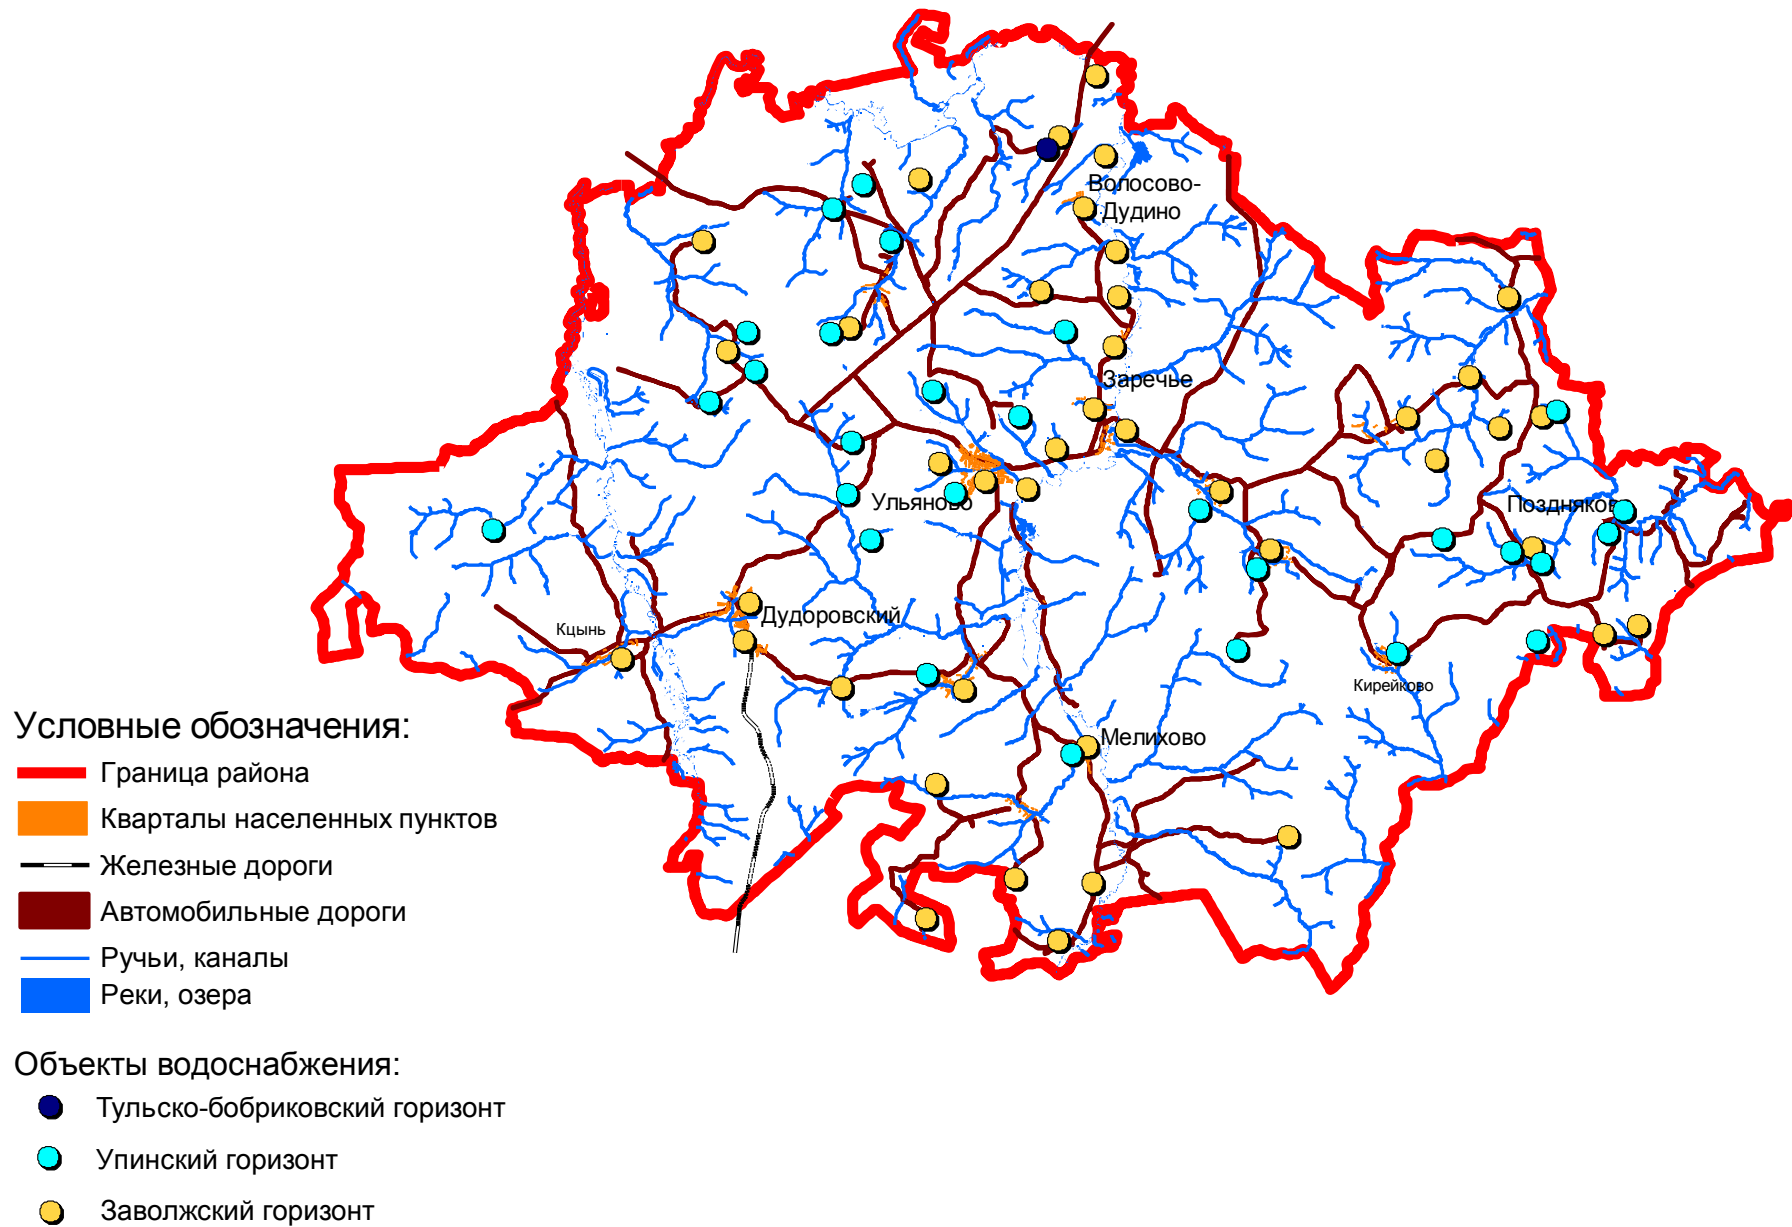 Волосово-
Дудино
Заречье
Ульяново
Поздняков
Дудоровский
Кцынь
Кирейково
Мелихово
Условные обозначения:
Граница района
Кварталы населенных пунктов
Железные дороги
Автомобильные дороги
Ручьи, каналы
Реки, озера
Объекты водоснабжения:
Тульско-бобриковский горизонт
Упинский горизонт
Заволжский горизонт